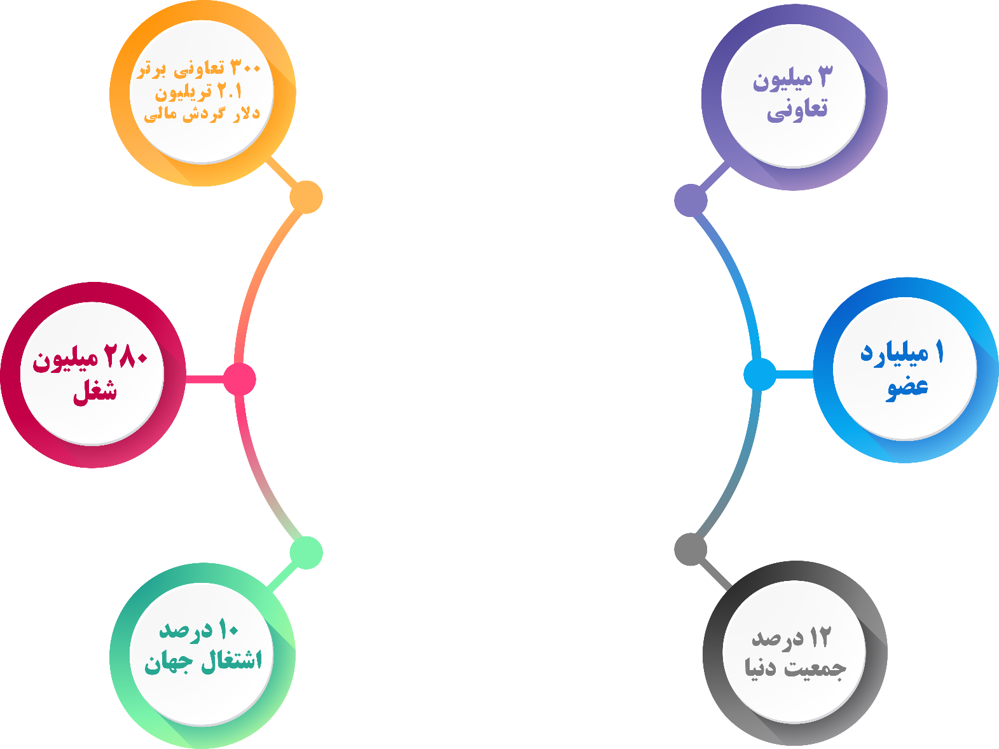 ۳ میلیون
تعاونی
۱ میلیارد
عضو
۱۲ درصد
جمعیت دنیا
۳۰۰ تعاونی برتر
۲.۱ تریلیون
دلار گردش مالی
۲۸۰ میلیون
شغل
۱۰ درصد
اشتغال جهان